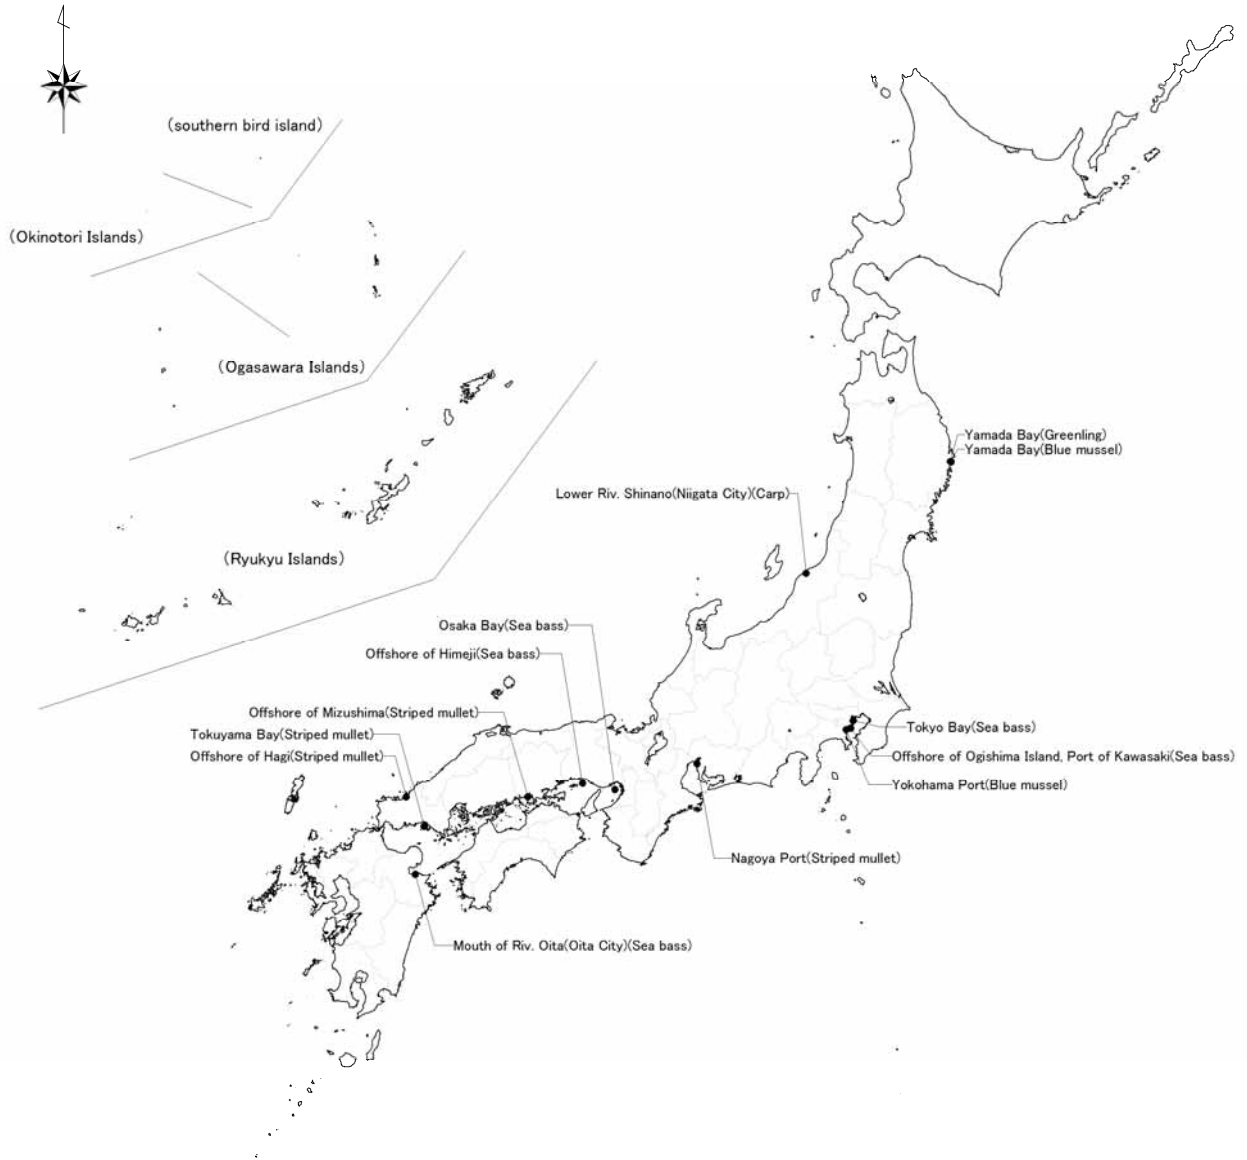 (southern bird island)
(Okinotori Islands)
(Ogasawara Islands)
(Ryukyu Islands)
Yamada Bay(Greenling)
Yamada Bay(Blue mussel)
Lower Riv. Shinano(Niigata City)(Carp)
Osaka Bay(Sea bass)
Offshore of Himeji(Sea bass)
Offshore of Mizushima(Striped mullet)
Tokuyama Bay(Striped mullet)
Offshore of Hagi(Striped mullet)
Tokyo Bay(Sea bass)
Offshore of Ogishima Island, Port of Kawasaki(Sea bass)
Yokohama Port(Blue mussel)
Nagoya Port(Striped mullet)
Mouth of Riv. Oita(Oita City)(Sea bass)